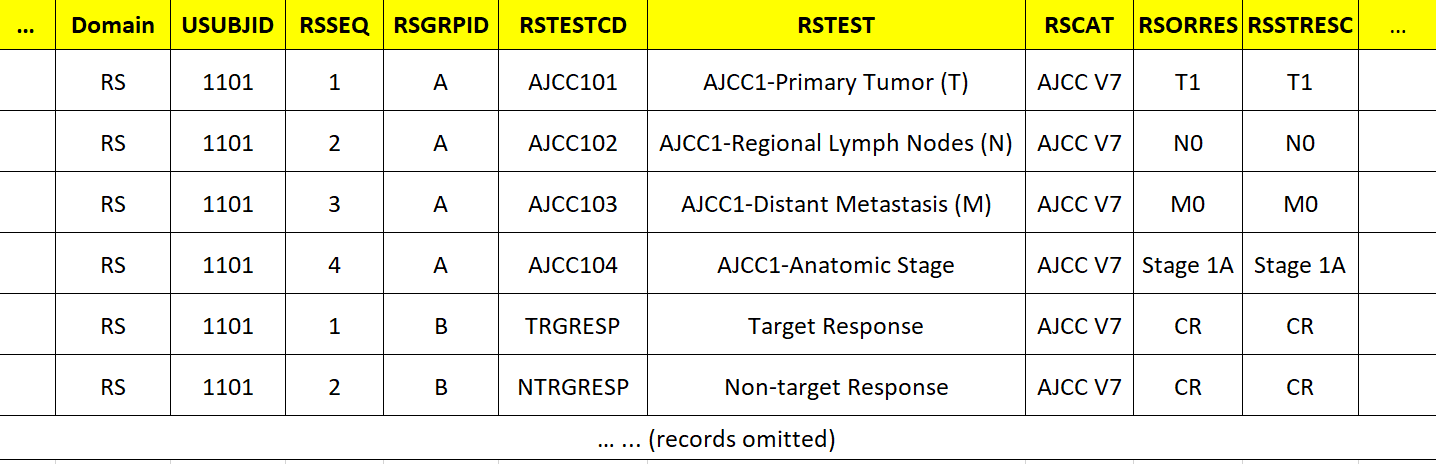 ... Domain USUBJID RSSEQ RSGRPID RSTESTCD RSTEST RSCAT RSORRES RSSTRESC ...
RS 1101 1 A AJCC101 AJCC1-Primary Tumor (T) AJCC V7 T1 T1
RS 1101 2 A AJCC102 AJCC1-Regional Lymph Nodes (N) AJCC V7 N0 N0
RS 1101 3 A AJCC103 AJCC1-Distant Metastasis (M) AJCC V7 M0 M0
RS 1101 4 A AJCC104 AJCC1-Anatomic Stage AJCC V7 Stage 1A Stage 1A
RS 1101 1 B TRGRESP Target Response AJCC V7 CR CR
RS 1101 2 B NTRGRESP Non-target Response AJCC V7 CR CR
... ... (records omitted)